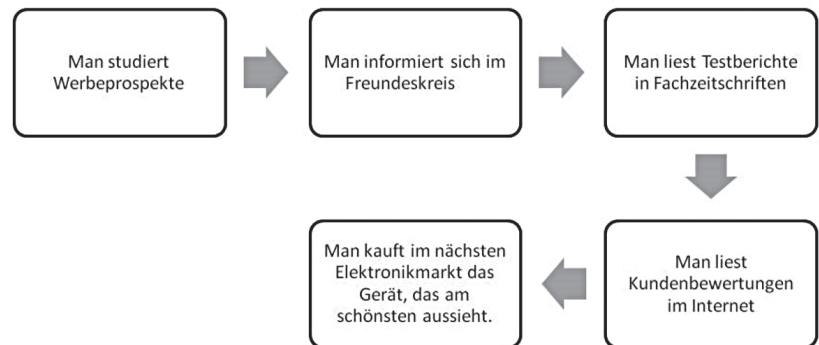 Man studiert
Werbeprospekte
Man informiert sich im
Freundeskreis
Man liest Testberichte
in Fachzeitschriften
Man liest
Kundenbewertungen
im Internet
Man kauft im nächsten
Elektronikmarkt das
Gerät, das am
schönsten aussieht.